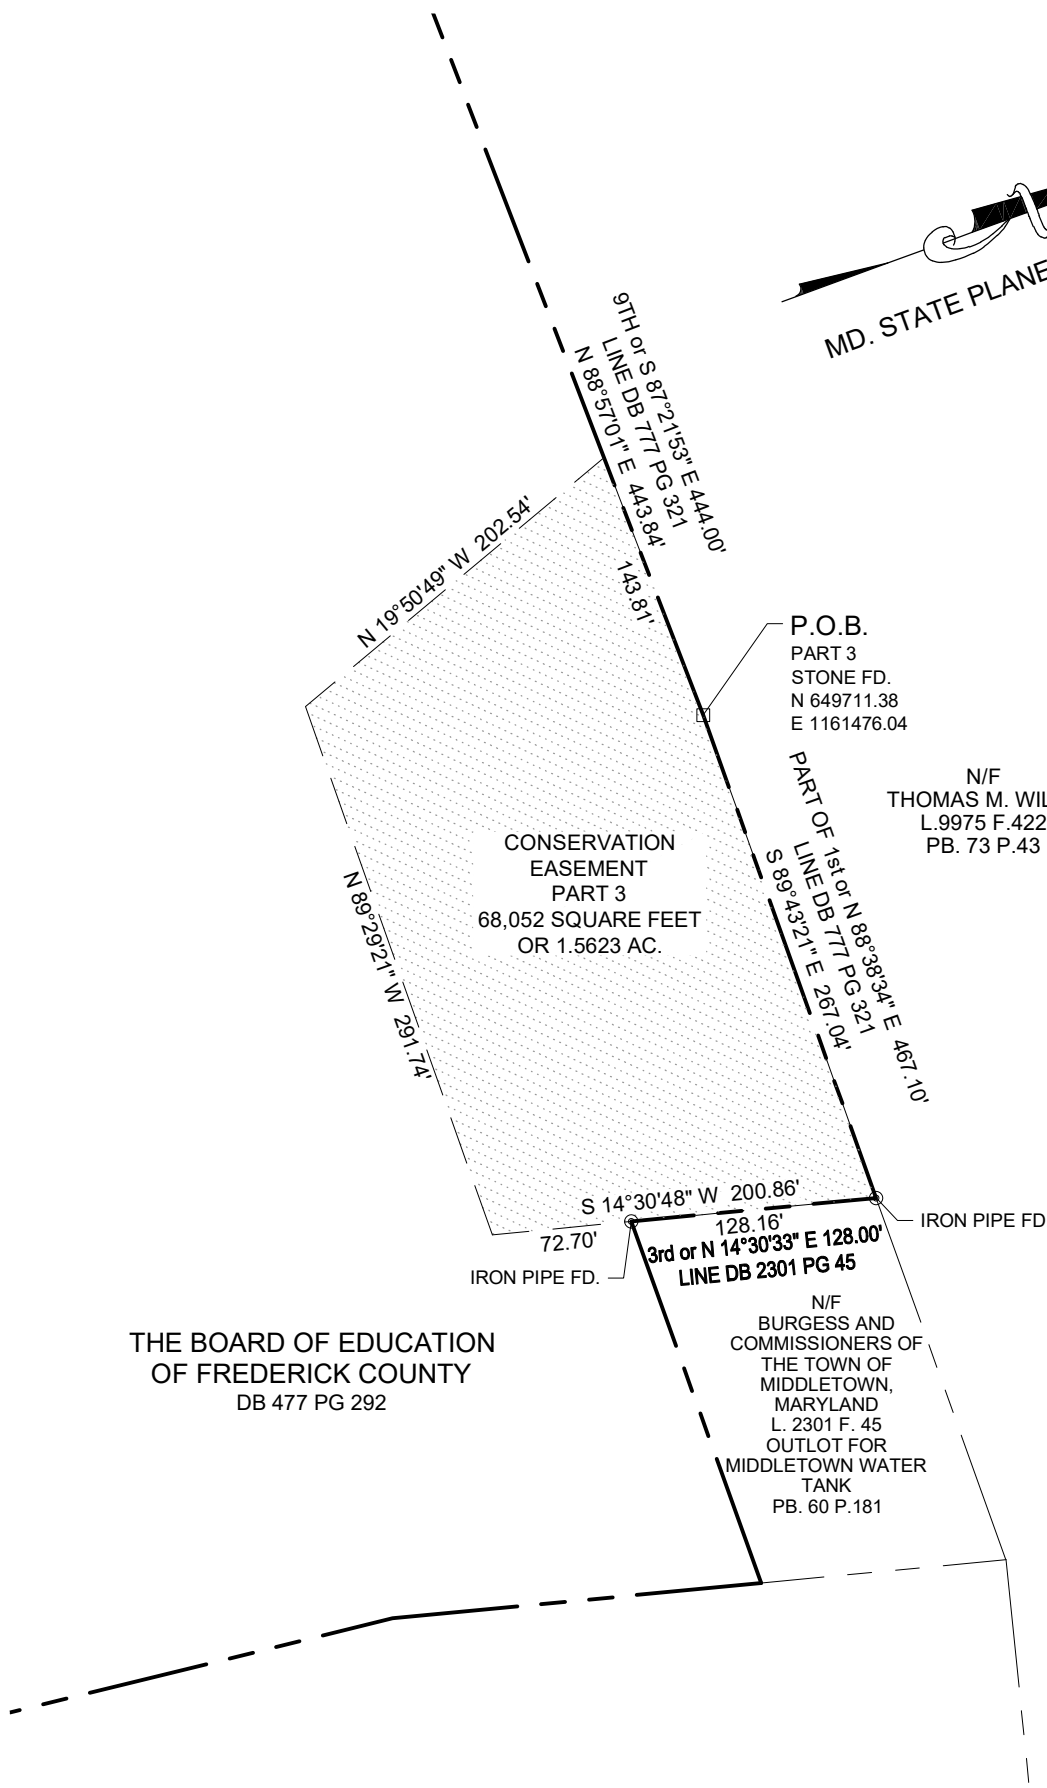 MD. STATE PLANE
9TH or S 87°21'53" E 444.00'
LINE DB 777 PG 321
N 88°57'01" E 443.84'
143.81'
N 19°50'49" W 202.54'
P.O.B.
PART 3
STONE FD.
N 649711.38
E 1161476.04
N/F
THOMAS M. WIL
L.9975 F.422
PB. 73 P.43
PART OF 1st or N 88°38'34" E 467.10'
LINE DB 777 PG 321
S 89°43'21" E 267.04'
CONSERVATION
EASEMENT
PART 3
68,052 SQUARE FEET
OR 1.5623 AC.
N 89°29'21" W 291.74'
S 14°30'48" W 200.86'
128.16'
72.70'
3rd or N 14°30'33" E 128.00'
LINE DB 2301 PG 45
IRON PIPE FD
IRON PIPE FD.
N/F
BURGESS AND
COMMISSIONERS OF
THE TOWN OF
MIDDLETOWN,
MARYLAND
L. 2301 F. 45
OUTLOT FOR
MIDDLETOWN WATER
TANK
PB. 60 P.181
THE BOARD OF EDUCATION
OF FREDERICK COUNTY
DB 477 PG 292